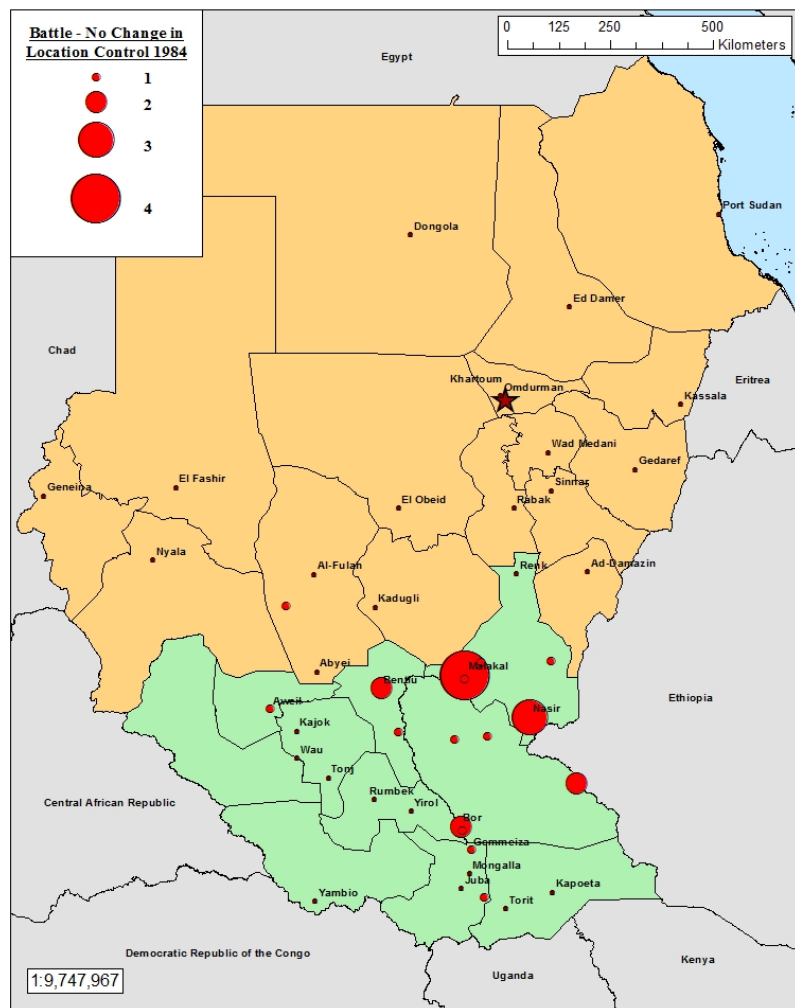 Battle - No Change in
Location Control 1984
1
2
3
4
0 125 250 500
Kilometers
Egypt
Port Sudan
Dongola
Ed Damer
Chad
Khartoum
Omdurman
Eritrea
Kassala
Wad Medani
Gedaref
El Fashir
Geneina
Sinnar
El Obeid
Rabak
Nyala
Al-Fulah
Renk
Ad-Damazin
Kadugli
Abyei
Malakal
Bentiu
Ethiopia
Aweil
Nasir
Kajok
Wau
Tonj
Central African Republic
Rumbek
Yirol
Bor
Gemmeiza
Mongalla
Juba
Kapoeta
Yambio
Torit
Democratic Republic of the Congo
Kenya
Uganda
1:9,747,967